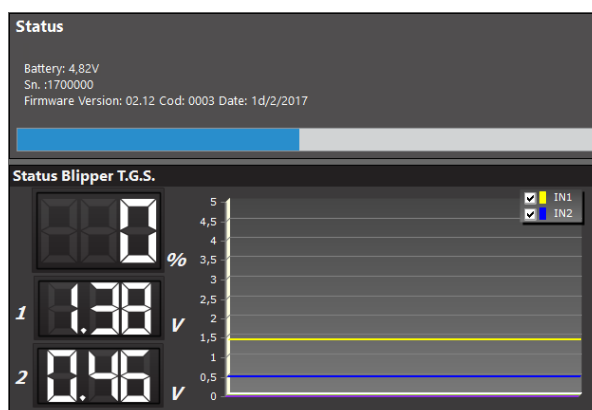 Status
Battery: 4,82V
Sn. :1700000
Firmware Version: 02.12 Cod: 0003 Date: 1d/2/2017
Status Blipper T.G.S.
0 %
1 1.38 V
2 0.46 V
5
4,5
4
3,5
3
2,5
2
1,5
1
0,5
0
IN1
IN2